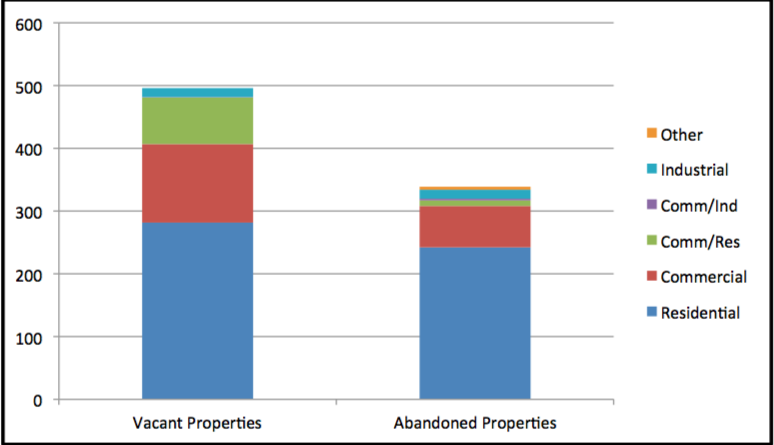 600
500
400
300
200
100
0
Vacant Properties
Abandoned Properties
Other
Industrial
Comm/Ind
Comm/Res
Commercial
Residential